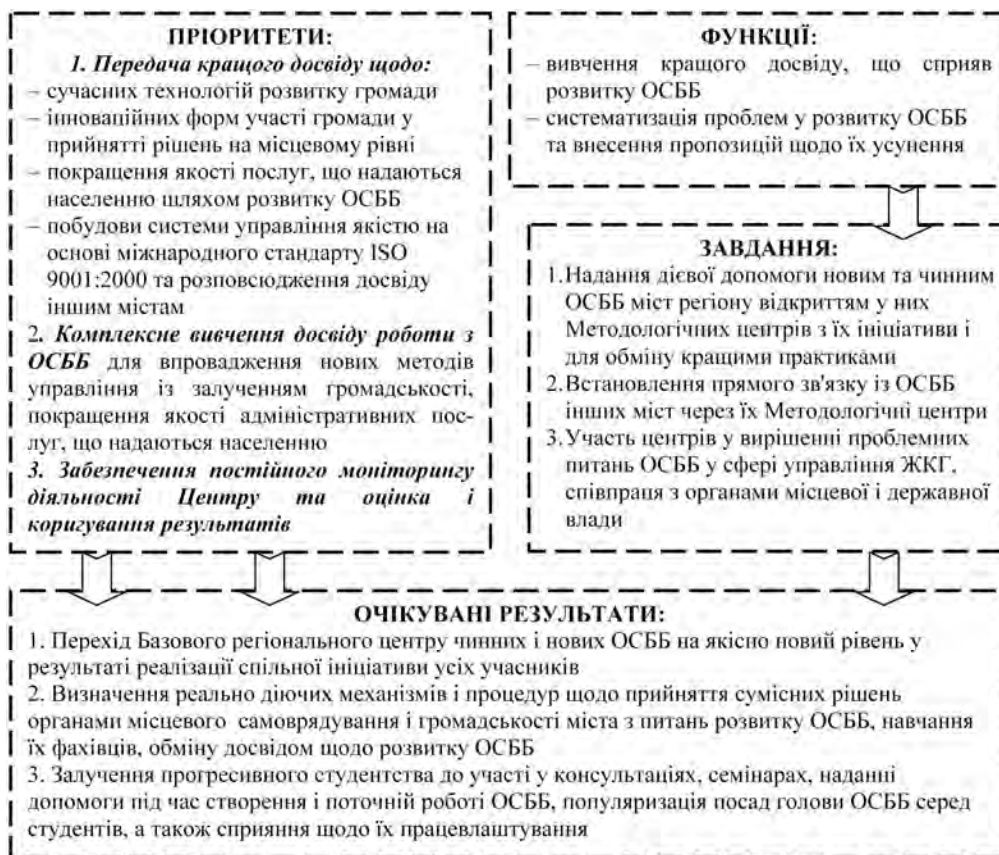 ПРІОРИТЕТИ:
1. Передача кращого досвіду щодо:
– сучасних технологій розвитку громади
– інноваційних форм участі громади у
прийнятті рішень на місцевому рівні
– покращення якості послуг, що надаються
населенню шляхом розвитку ОСББ
– побудови системи управління якістю на
основі міжнародного стандарту ISO
9001:2000 та розповсюдження досвіду
іншим містам
2. Комплексне вивчення досвіду роботи з
ОСББ для впровадження нових методів
управління із залученням громадськості,
покращення якості адміністративних пос-
луг, що надаються населенню
3. Забезпечення постійного моніторингу
діяльності Центру та оцінка і
коригування результатів
ФУНКЦІЇ:
– вивчення кращого досвіду, що сприяв
розвитку ОСББ
– систематизація проблем у розвитку ОСББ
та внесення пропозицій щодо їх усунення
ЗАВДАННЯ:
1. Надання дієвої допомоги новим та чинним
ОСББ міст регіону відкриттям у них
Методологічних центрів з їх ініціативи і
для обміну кращими практиками
2. Встановлення прямого зв'язку із ОСББ
інших міст через їх Методологічні центри
3. Участь центрів у вирішенні проблемних
питань ОСББ у сфері управління ЖКГ,
співпраця з органами місцевої і державної
влади
ОЧІКУВАНІ РЕЗУЛЬТАТИ:
1. Перехід Базового регіонального центру чинних і нових ОСББ на якісно новий рівень у
результаті реалізації спільної ініціативи усіх учасників
2. Визначення реально діючих механізмів і процедур щодо прийняття сумісних рішень
органами місцевого самоврядування і громадськості міста з питань розвитку ОСББ, навчання
їх фахівців, обміну досвідом щодо розвитку ОСББ
3. Залучення прогресивного студентства до участі у консультаціях, семінарах, наданні
допомоги під час створення і поточній роботі ОСББ, популяризація посад голови ОСББ серед
студентів, а також сприяння щодо їх працевлаштування